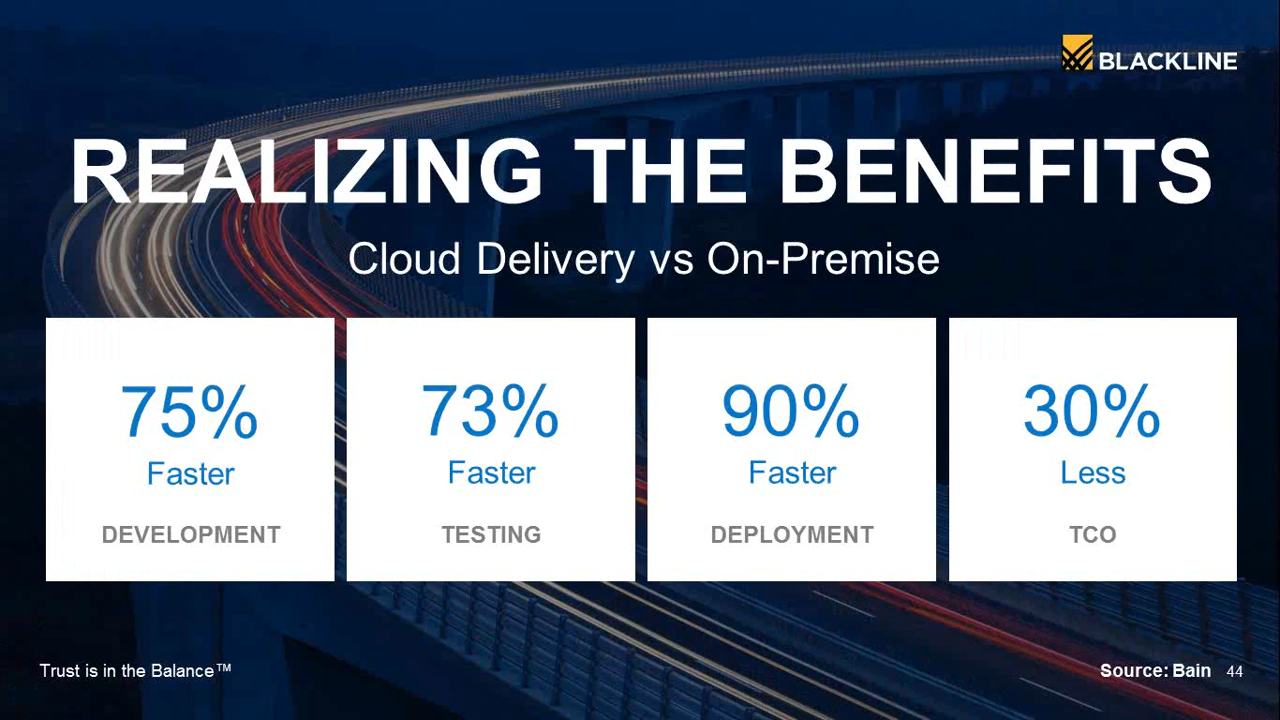 BLACKLINE
REALIZING THE BENEFITS
Cloud Delivery vs On-Premise
75%
Faster
DEVELOPMENT
73%
Faster
TESTING
90%
Faster
DEPLOYMENT
30%
Less
TCO
Trust is in the Balance™
Source: Bain 44